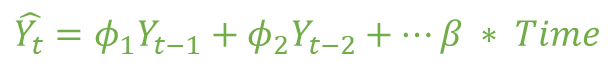 Ŷₜ = ϕ₁Yₜ₋₁ + ϕ₂Yₜ₋₂ + ⋯ β * Time